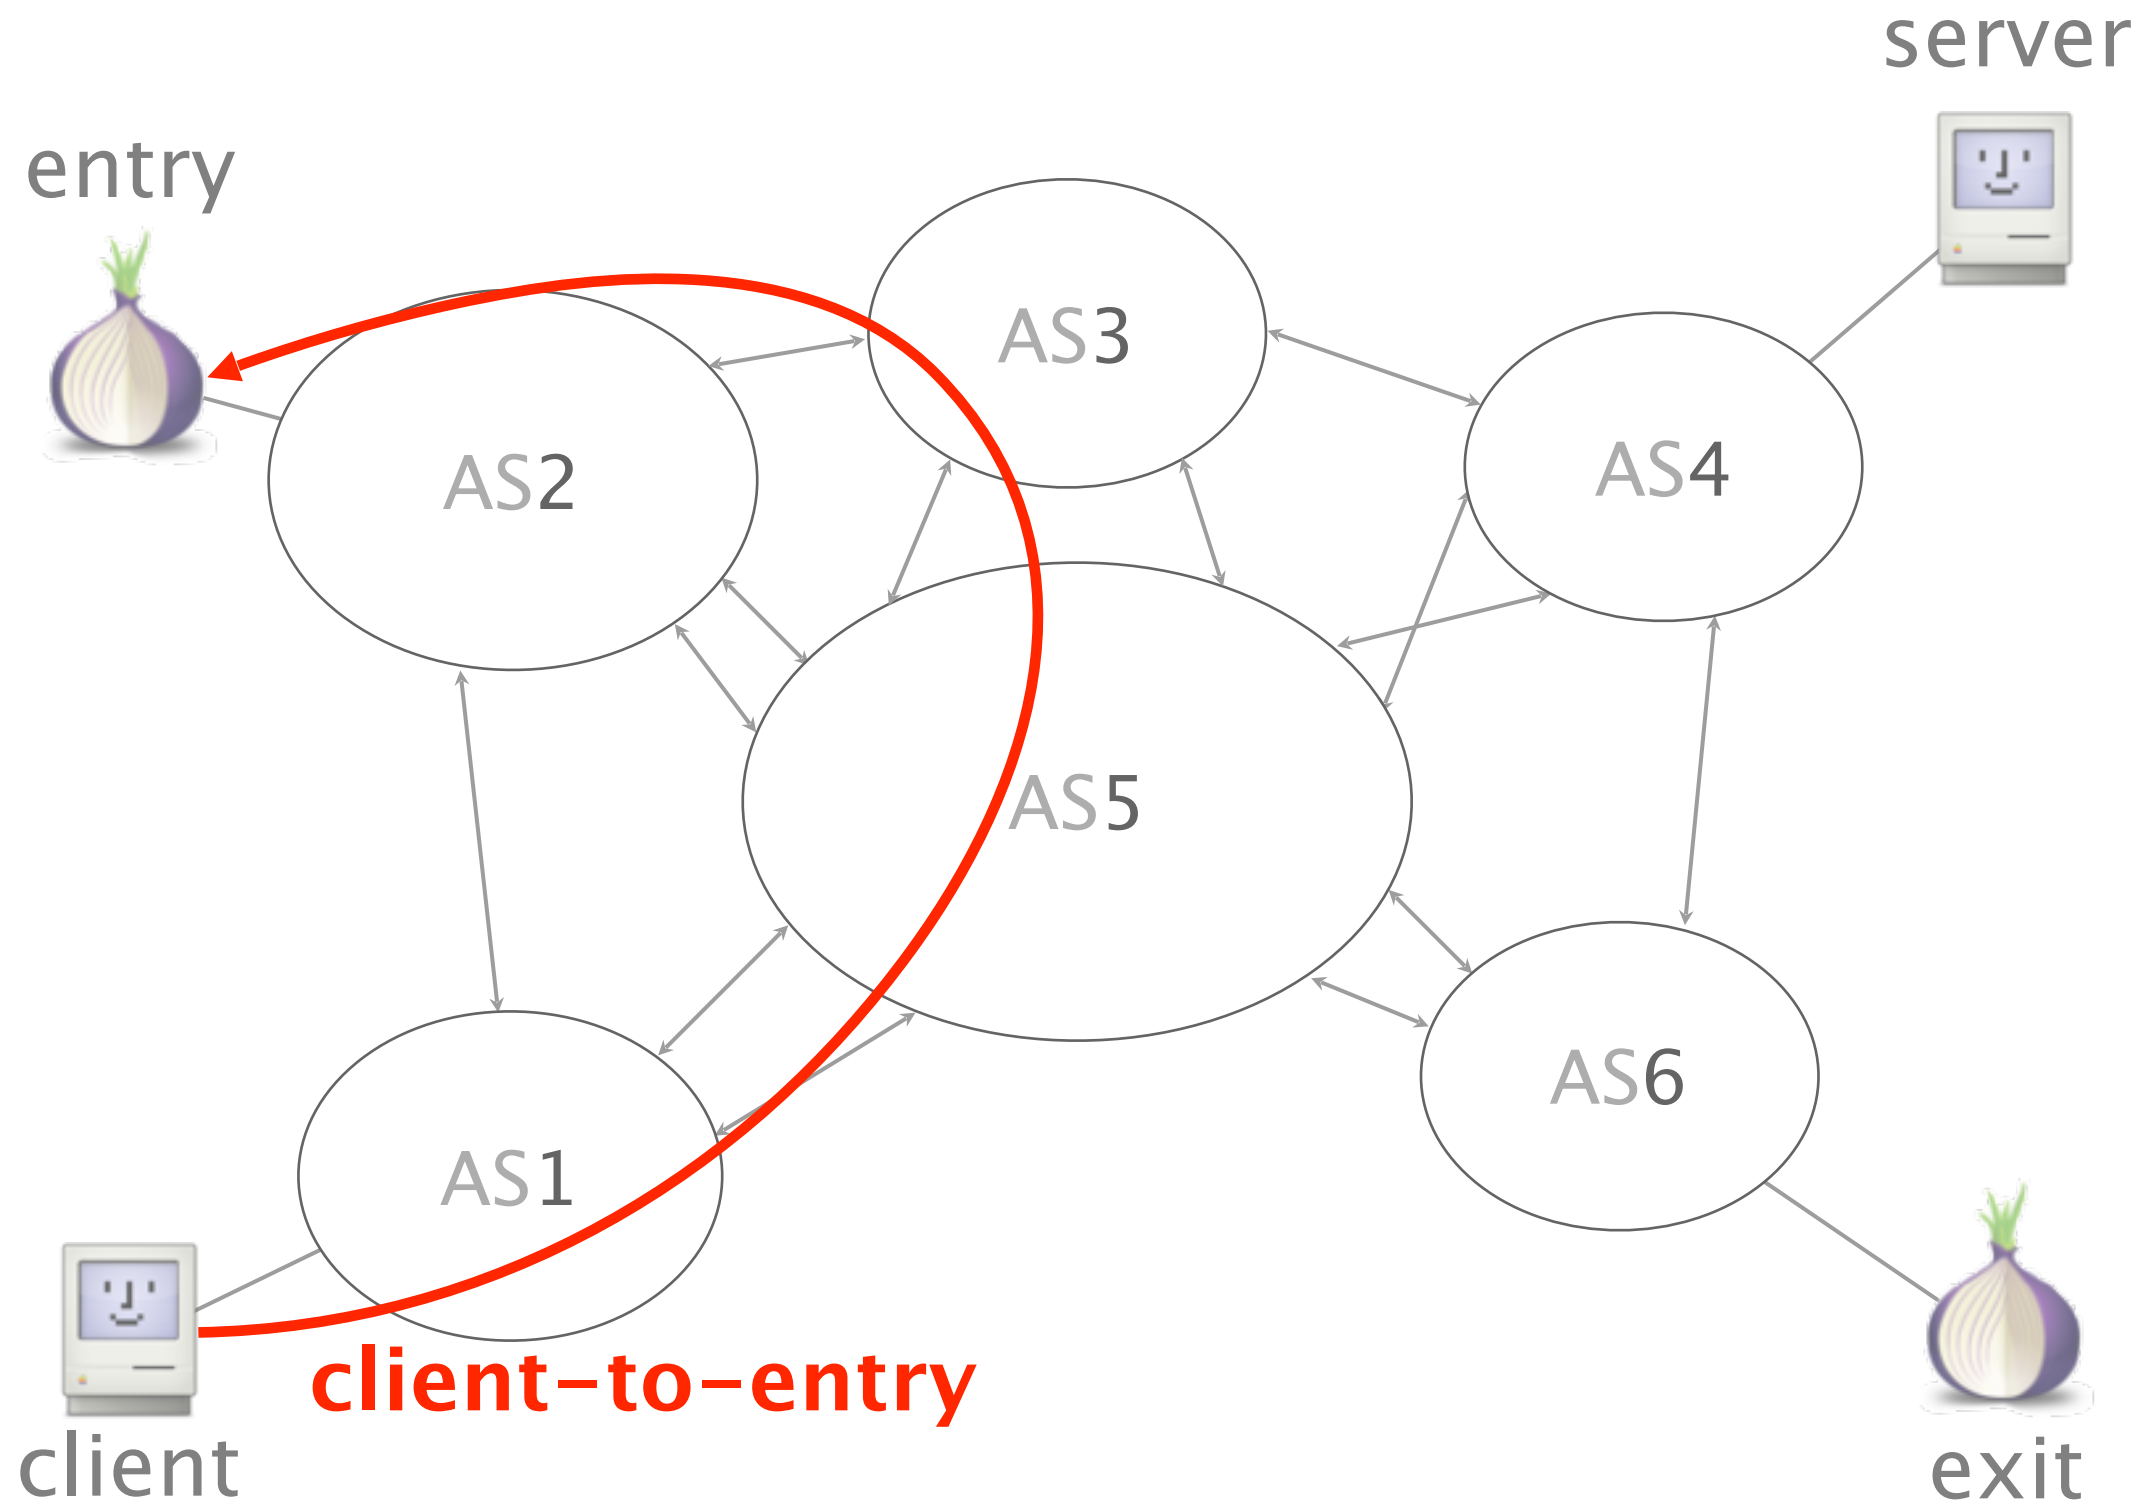 server
entry
AS3
AS4
AS2
AS5
AS6
AS1
client-to-entry
client
exit